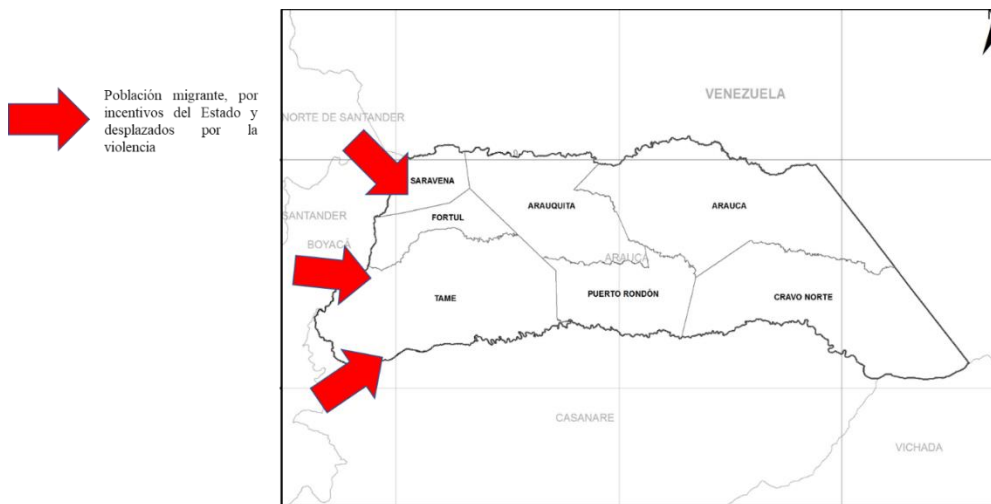 Población migrante, por
incentivos del Estado y
desplazados por la
violencia
VENEZUELA
NORTE DE SANTANDER
SARAVENA
SANTANDER
FORTUL
ARAUQUITA
ARAUCA
BOYACÁ
ARAUCA
TAME
PUERTO RONDÓN
CRAVO NORTE
CASANARE
VICHADA